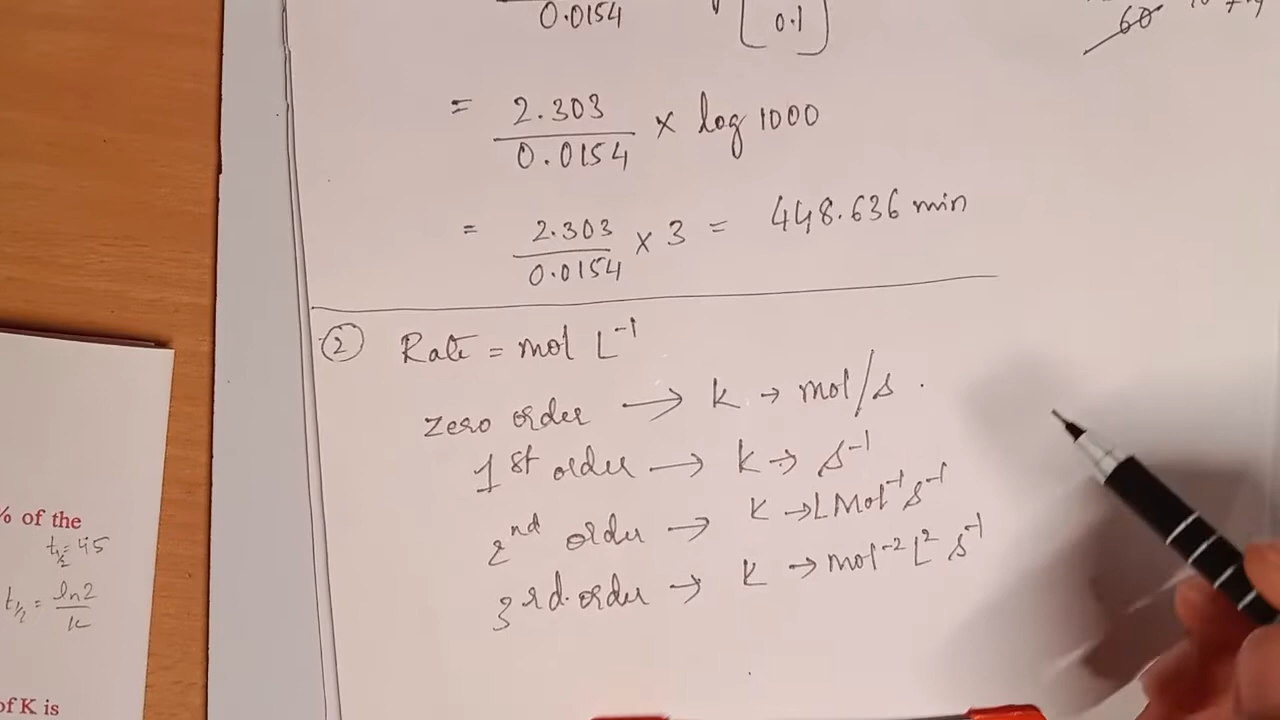 0.0154
0.1
60
= 2.303 / 0.0154 × log 1000
= 2.303 / 0.0154 × 3 = 448.636 min
② Rate = mol L⁻¹
zero order → k → mol/s .
1st order → k → s⁻¹
2nd order → k → L Mol⁻¹ s⁻¹
3rd order → k → mol⁻² L² s⁻¹
% of the
t½ = 45
t½ = ln2 / k
of K is